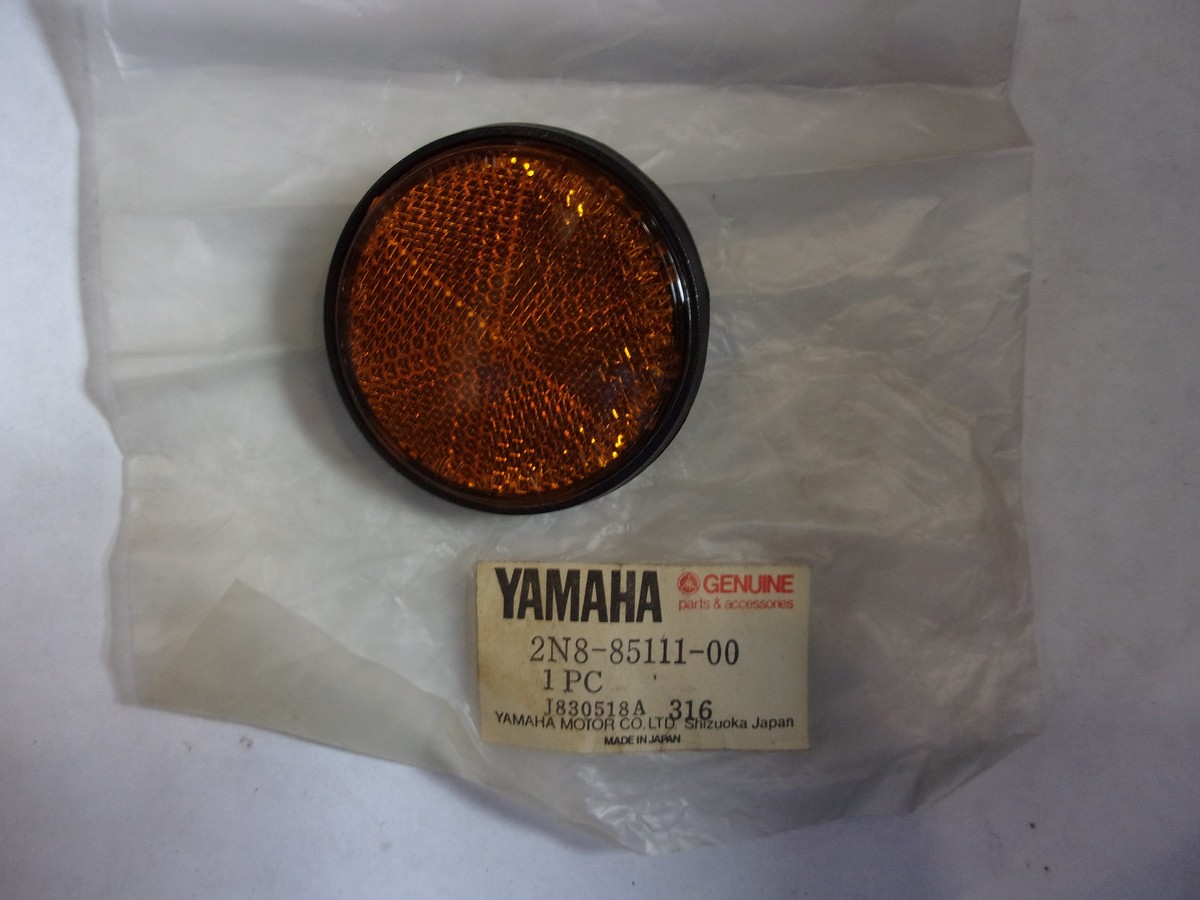 YAMAHA GENUINE
parts & accessories
2N8-85111-00
1 PC
J830518A 316
YAMAHA MOTOR CO., LTD. Shizuoka Japan
MADE IN JAPAN